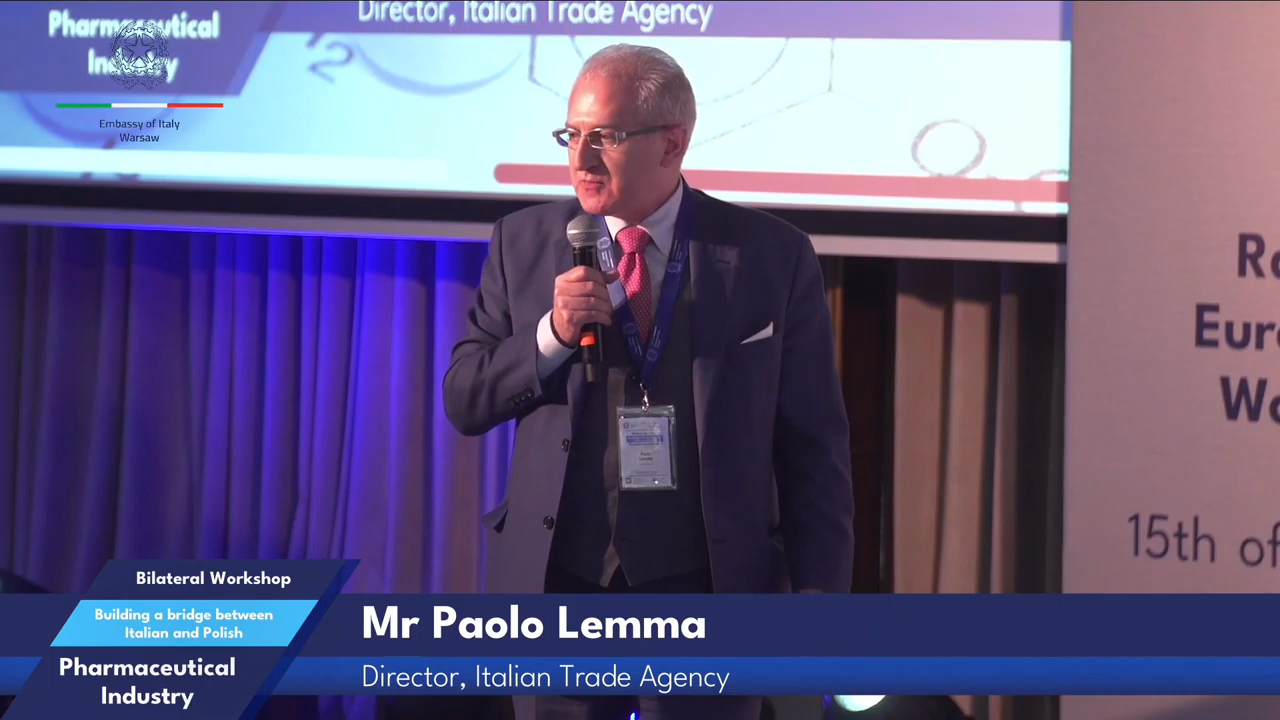 Director, Italian Trade Agency
Pharmaceutical
Industry
Embassy of Italy
Warsaw
15th of
Bilateral Workshop
Building a bridge between
Italian and Polish
Pharmaceutical
Industry
Mr Paolo Lemma
Director, Italian Trade Agency